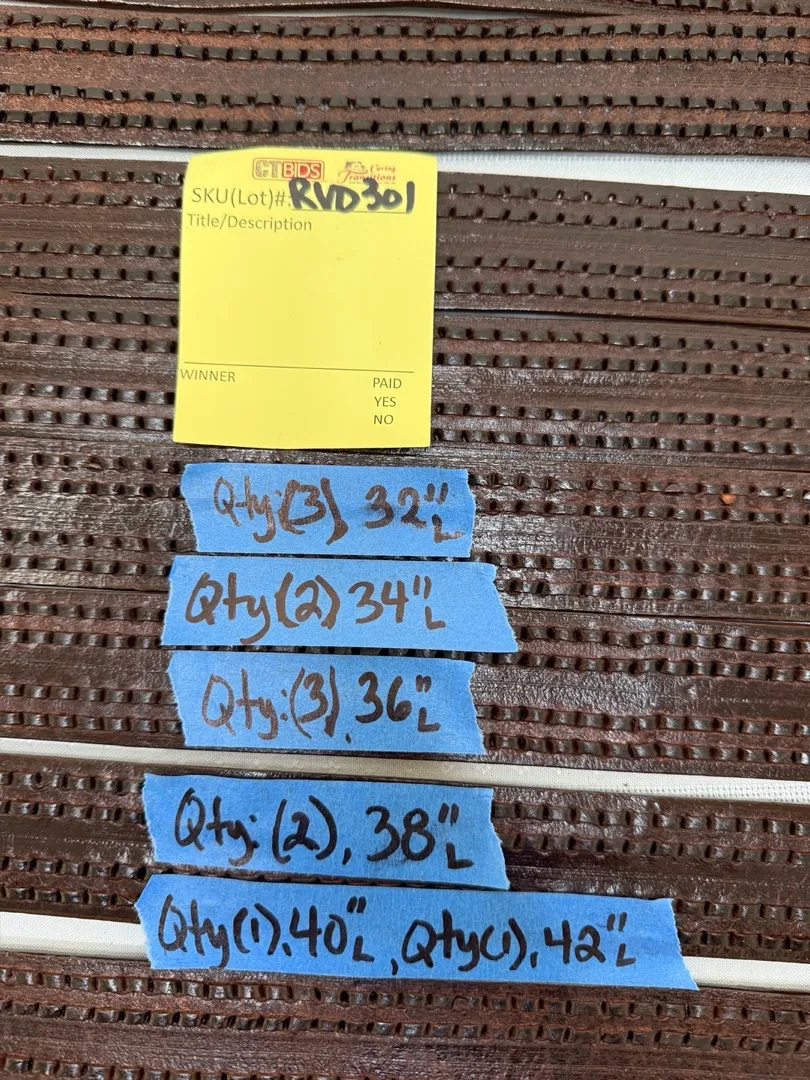 CTBIDS Caring Transitions
SKU(Lot)#: RVD301
Title/Description
WINNER PAID
YES
NO
Qty:(3), 32" L
Qty(2) 34" L
Qty:(3), 36" L
Qty:(2), 38" L
Qty(1), 40" L, Qty(1), 42" L